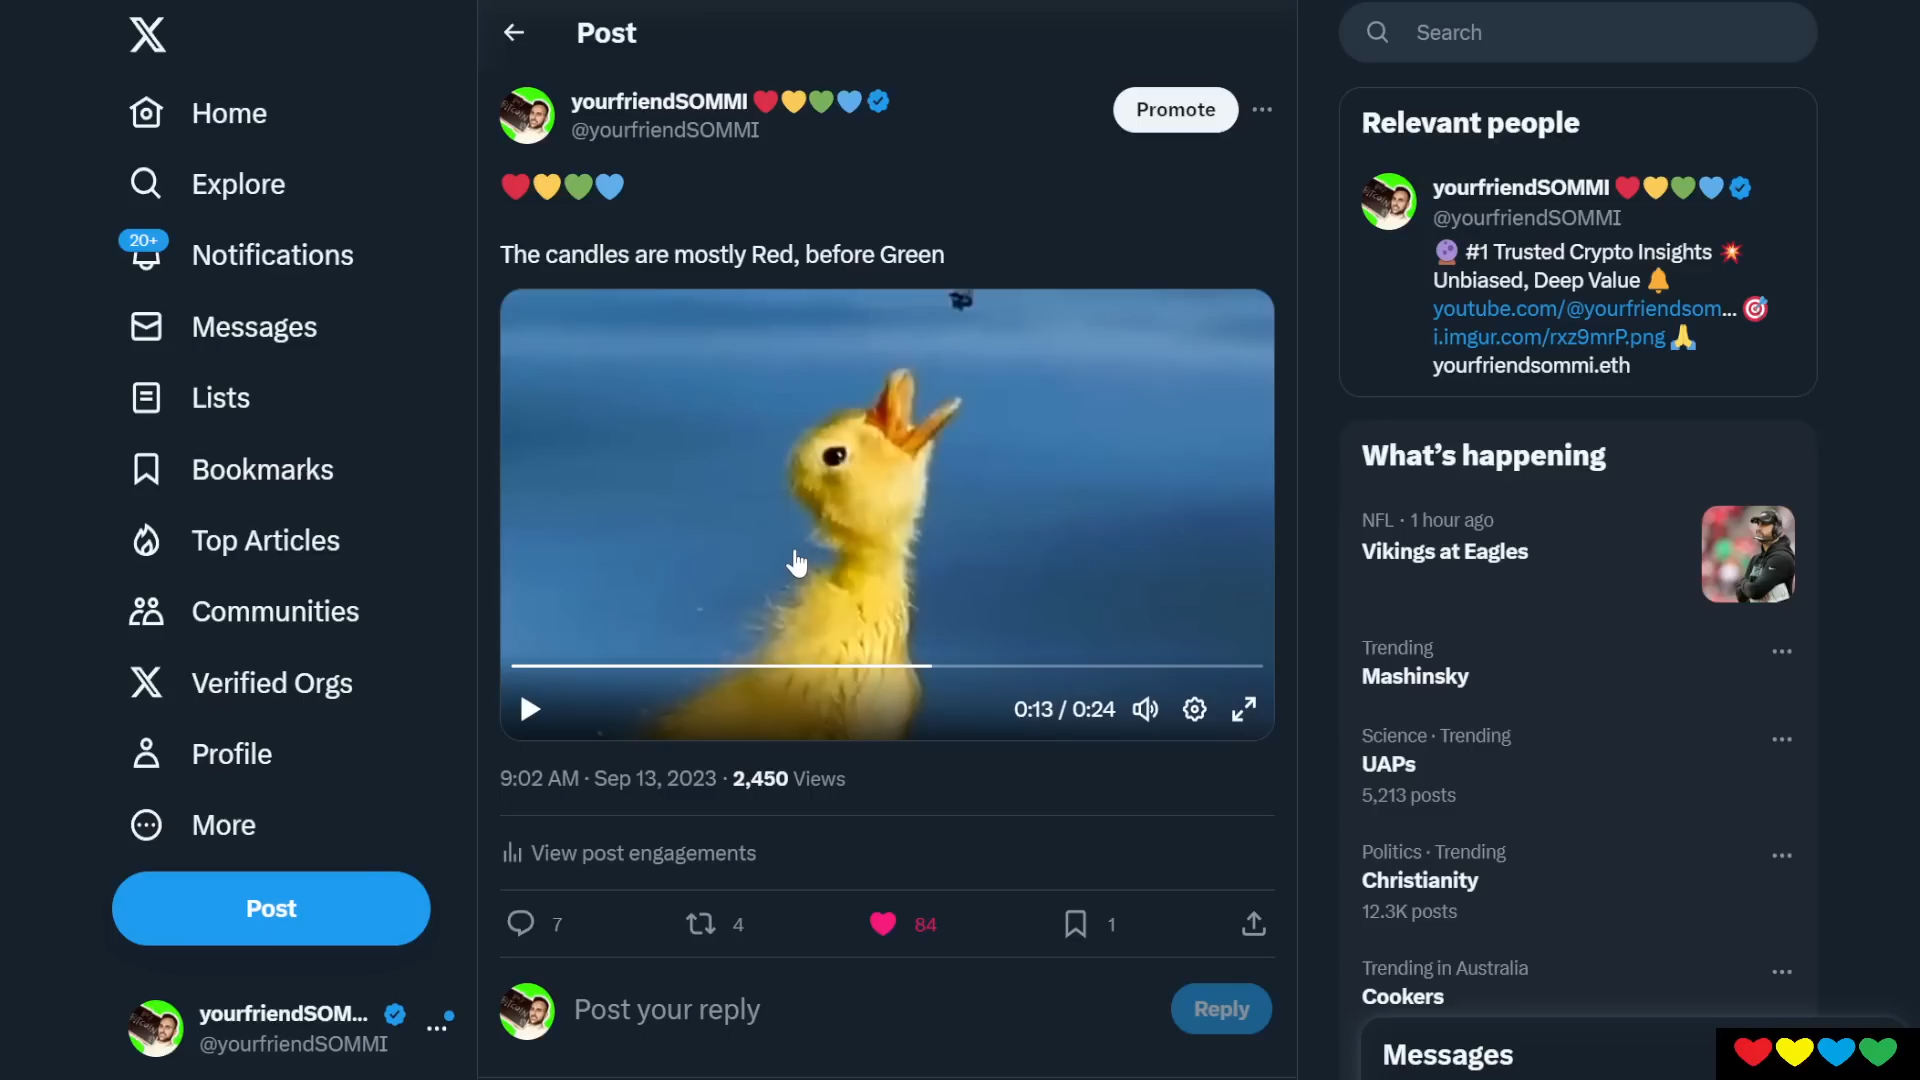 Home
Explore
20+
Notifications
Messages
Lists
Bookmarks
Top Articles
Communities
Verified Orgs
Profile
More
Post
yourfriendSOM...
@yourfriendSOMMI
Post
yourfriendSOMMI ❤️💛💚💙
@yourfriendSOMMI
Promote
❤️💛💚💙
The candles are mostly Red, before Green
0:13 / 0:24
9:02 AM · Sep 13, 2023 · 2,450 Views
View post engagements
7
4
84
1
Post your reply
Reply
Search
Relevant people
yourfriendSOMMI ❤️💛💚💙
@yourfriendSOMMI
🔮 #1 Trusted Crypto Insights 💥
Unbiased, Deep Value 🔔
youtube.com/@yourfriendsom... 🎯
i.imgur.com/rxz9mrP.png 🙏
yourfriendsommi.eth
What's happening
NFL · 1 hour ago
Vikings at Eagles
Trending
Mashinsky
Science · Trending
UAPs
5,213 posts
Politics · Trending
Christianity
12.3K posts
Trending in Australia
Cookers
Messages